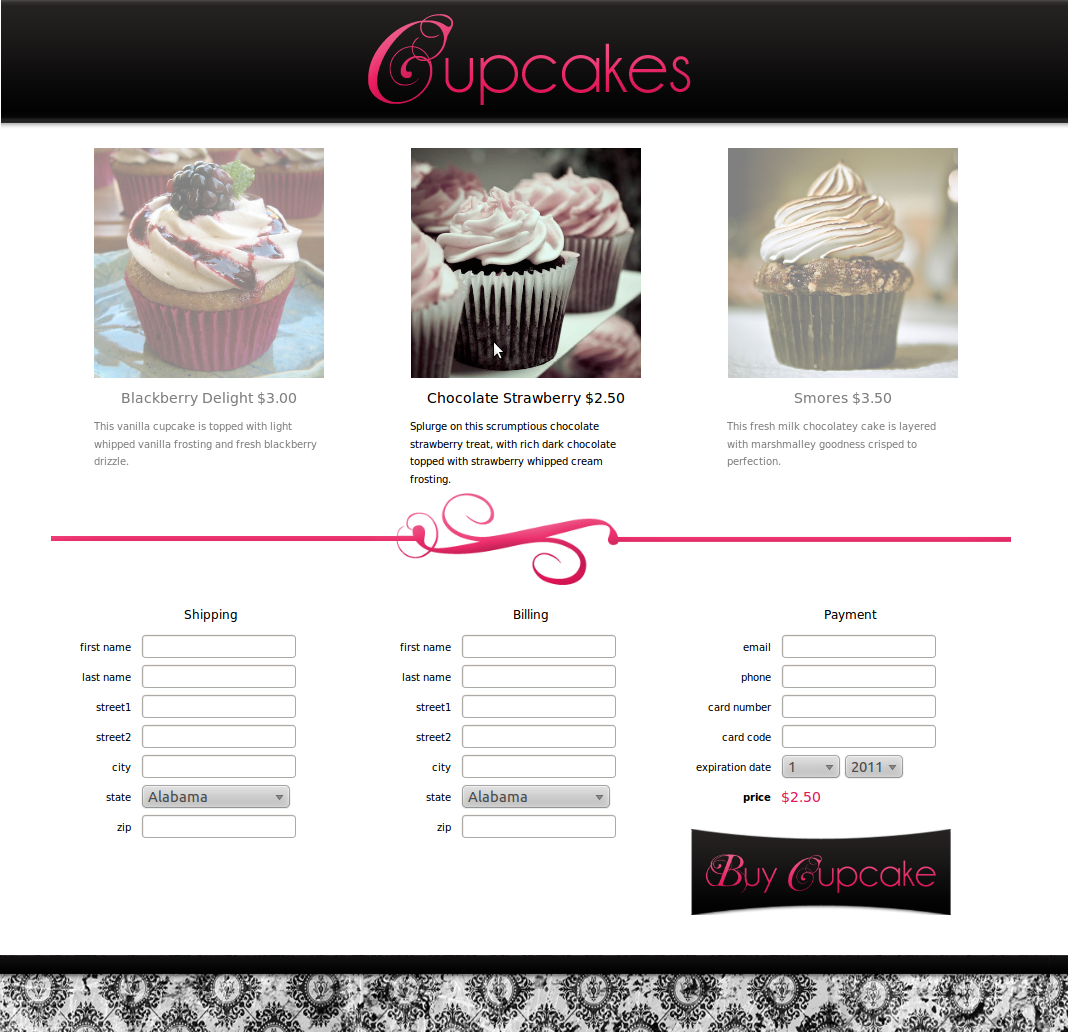 Cupcakes
Blackberry Delight $3.00
This vanilla cupcake is topped with light
whipped vanilla frosting and fresh blackberry
drizzle.
Chocolate Strawberry $2.50
Splurge on this scrumptious chocolate
strawberry treat, with rich dark chocolate
topped with strawberry whipped cream
frosting.
Smores $3.50
This fresh milk chocolatey cake is layered
with marshmalley goodness crisped to
perfection.
Shipping
first name
last name
street1
street2
city
state Alabama
zip
Billing
first name
last name
street1
street2
city
state Alabama
zip
Payment
email
phone
card number
card code
expiration date 1 2011
price $2.50
Buy Cupcake